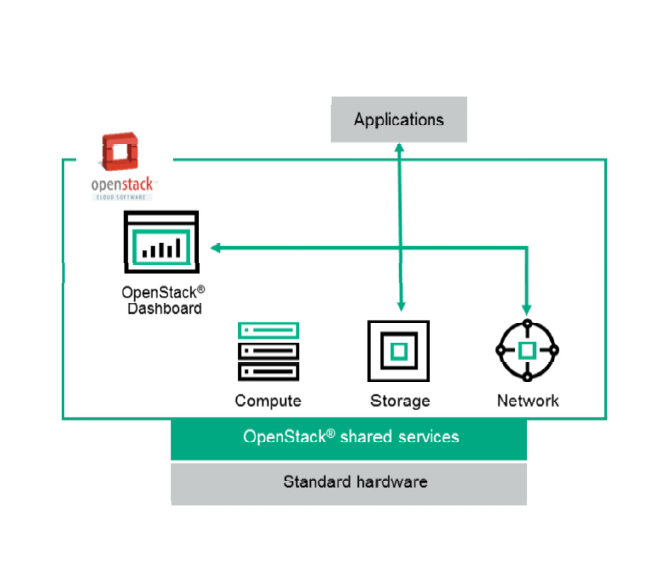 Applications
openstack
CLOUD SOFTWARE
OpenStack®
Dashboard
Compute
Storage
Network
OpenStack® shared services
Standard hardware